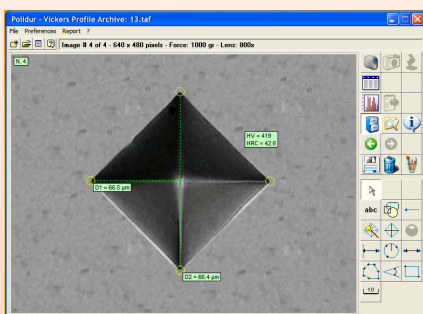 Polidur - Vickers Profile Archive: 13.taf
File Preferences Report ?
Image # 4 of 4 - 640 x 480 pixels - Force: 1000 gr - Lens: 800x
N. 4
HV = 419
HRC = 42.6
D1 = 66.5 µm
D2 = 66.4 µm
abc
10